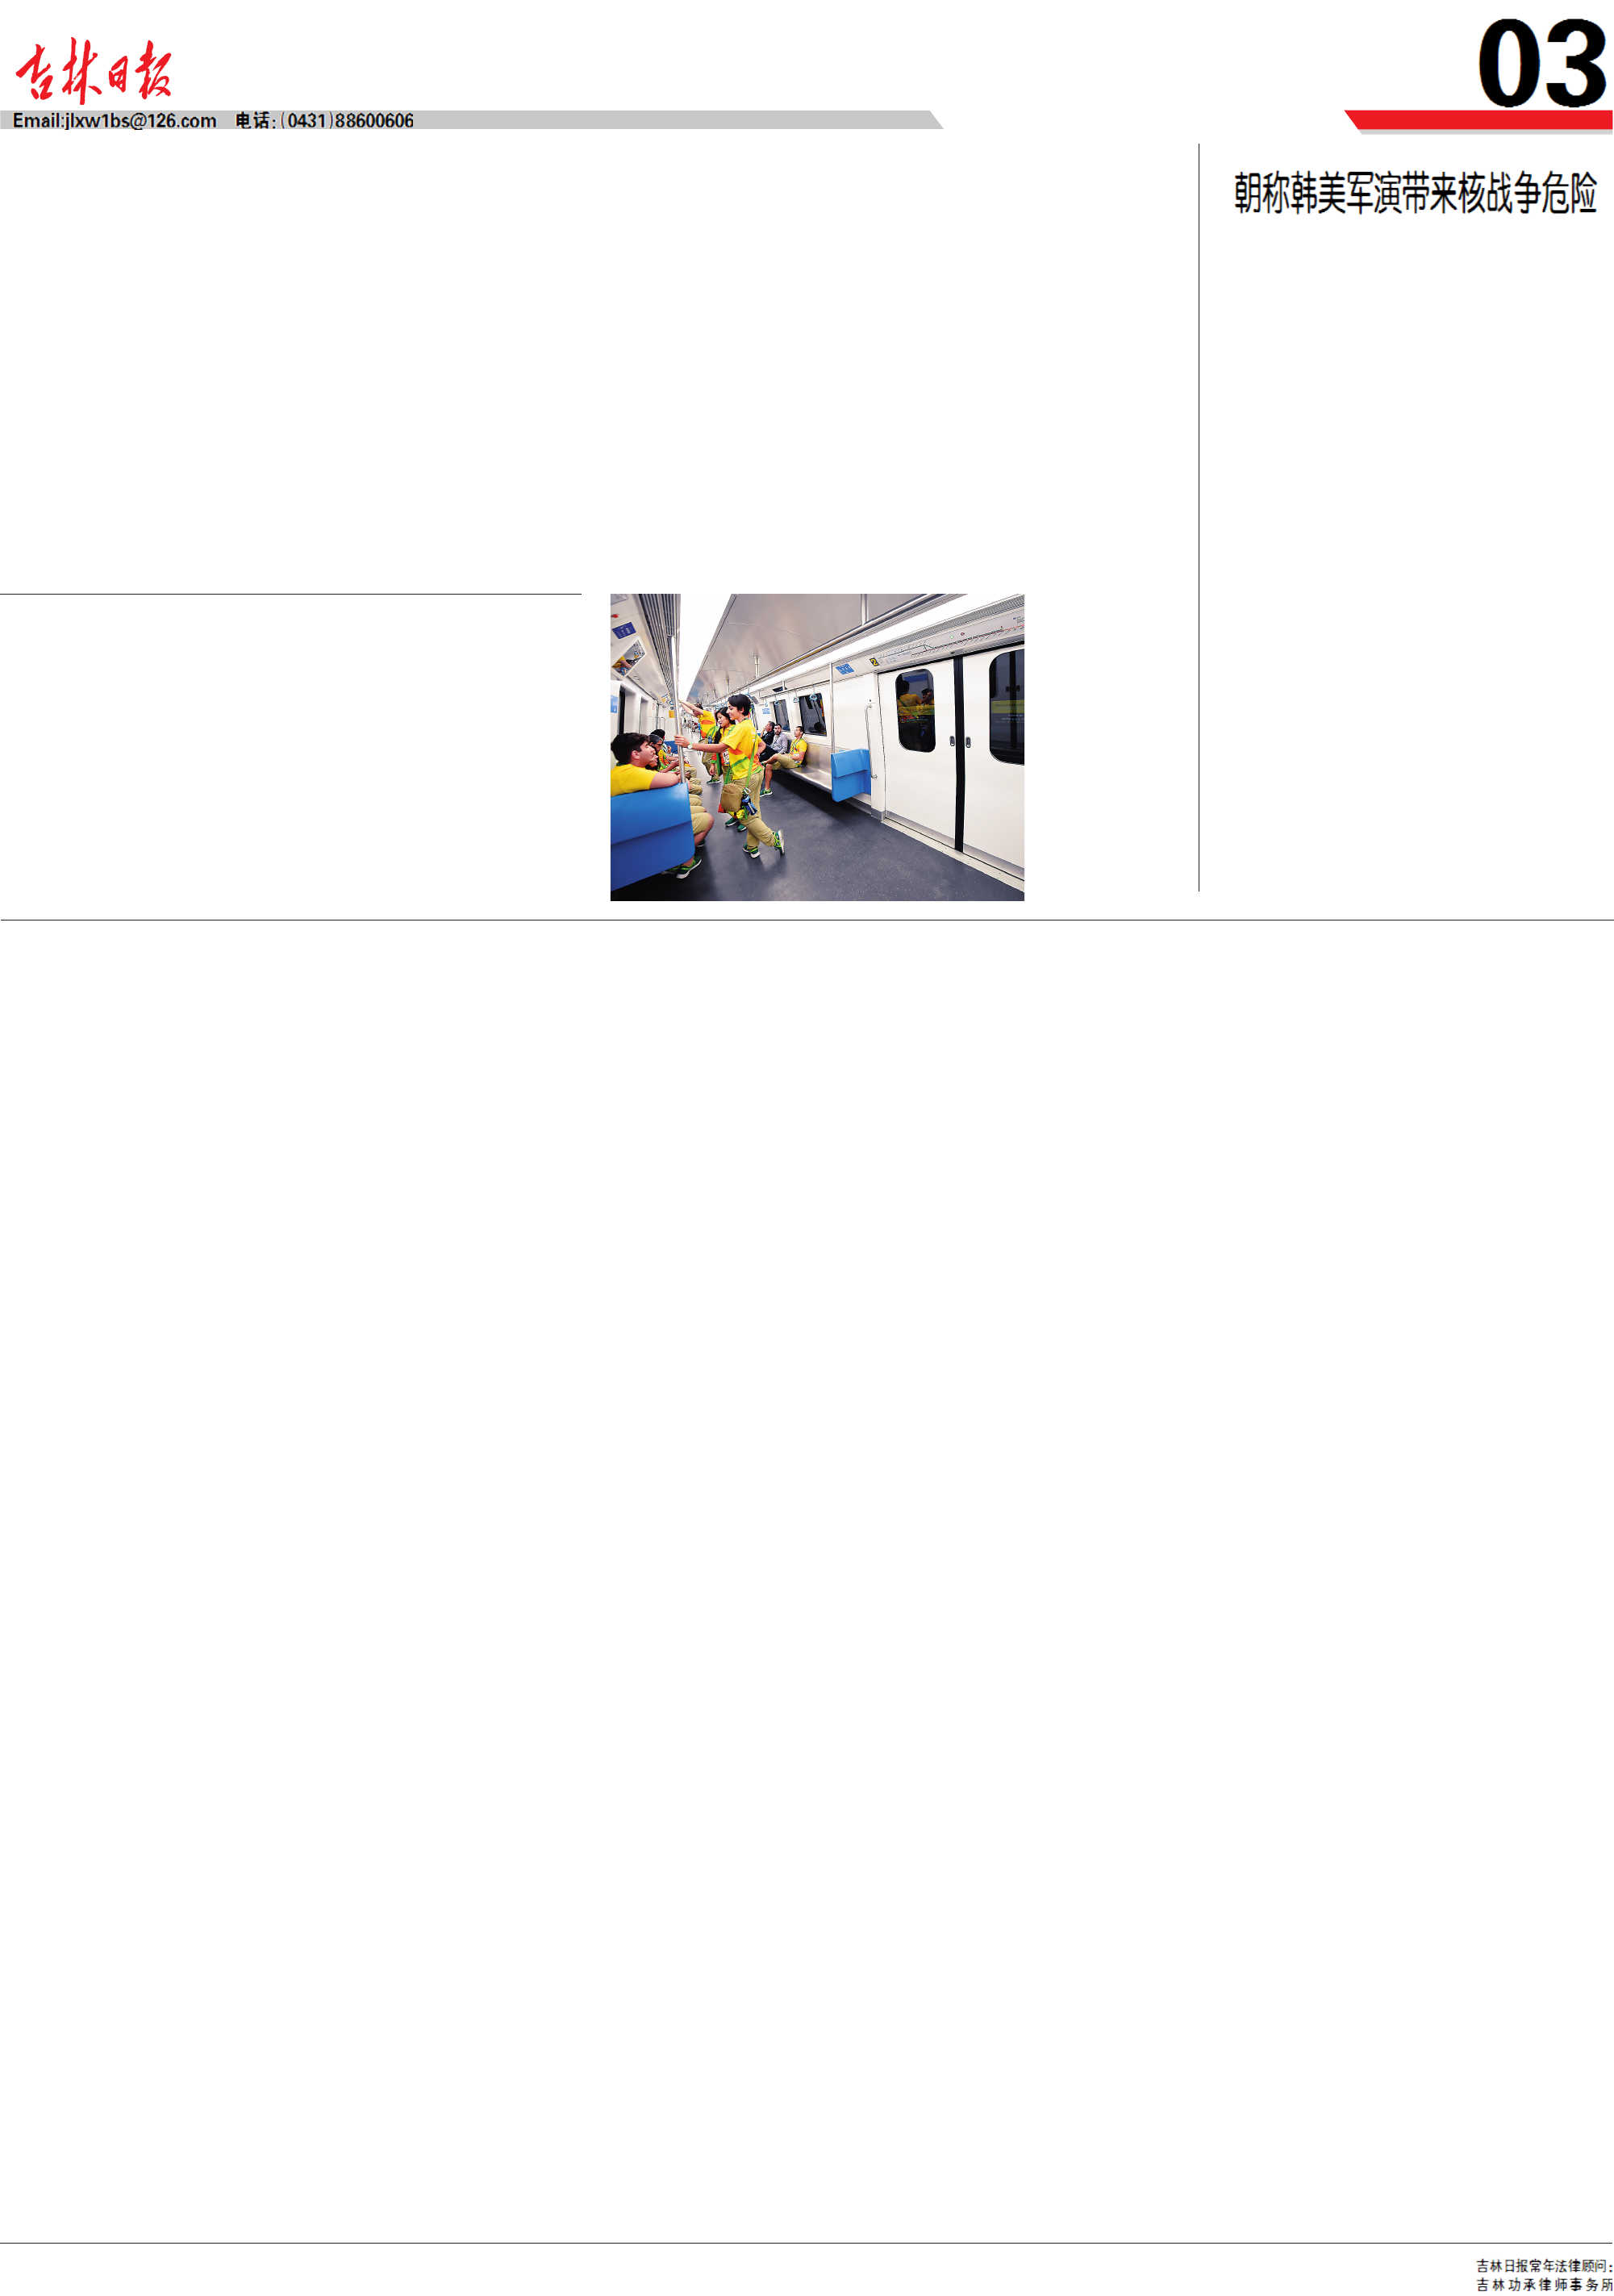 吉林日报
03
Email:jlxw1bs@126.com 电话:(0431)88600606
朝称韩美军演带来核战争危险
吉林日报常年法律顾问:
吉林功承律师事务所